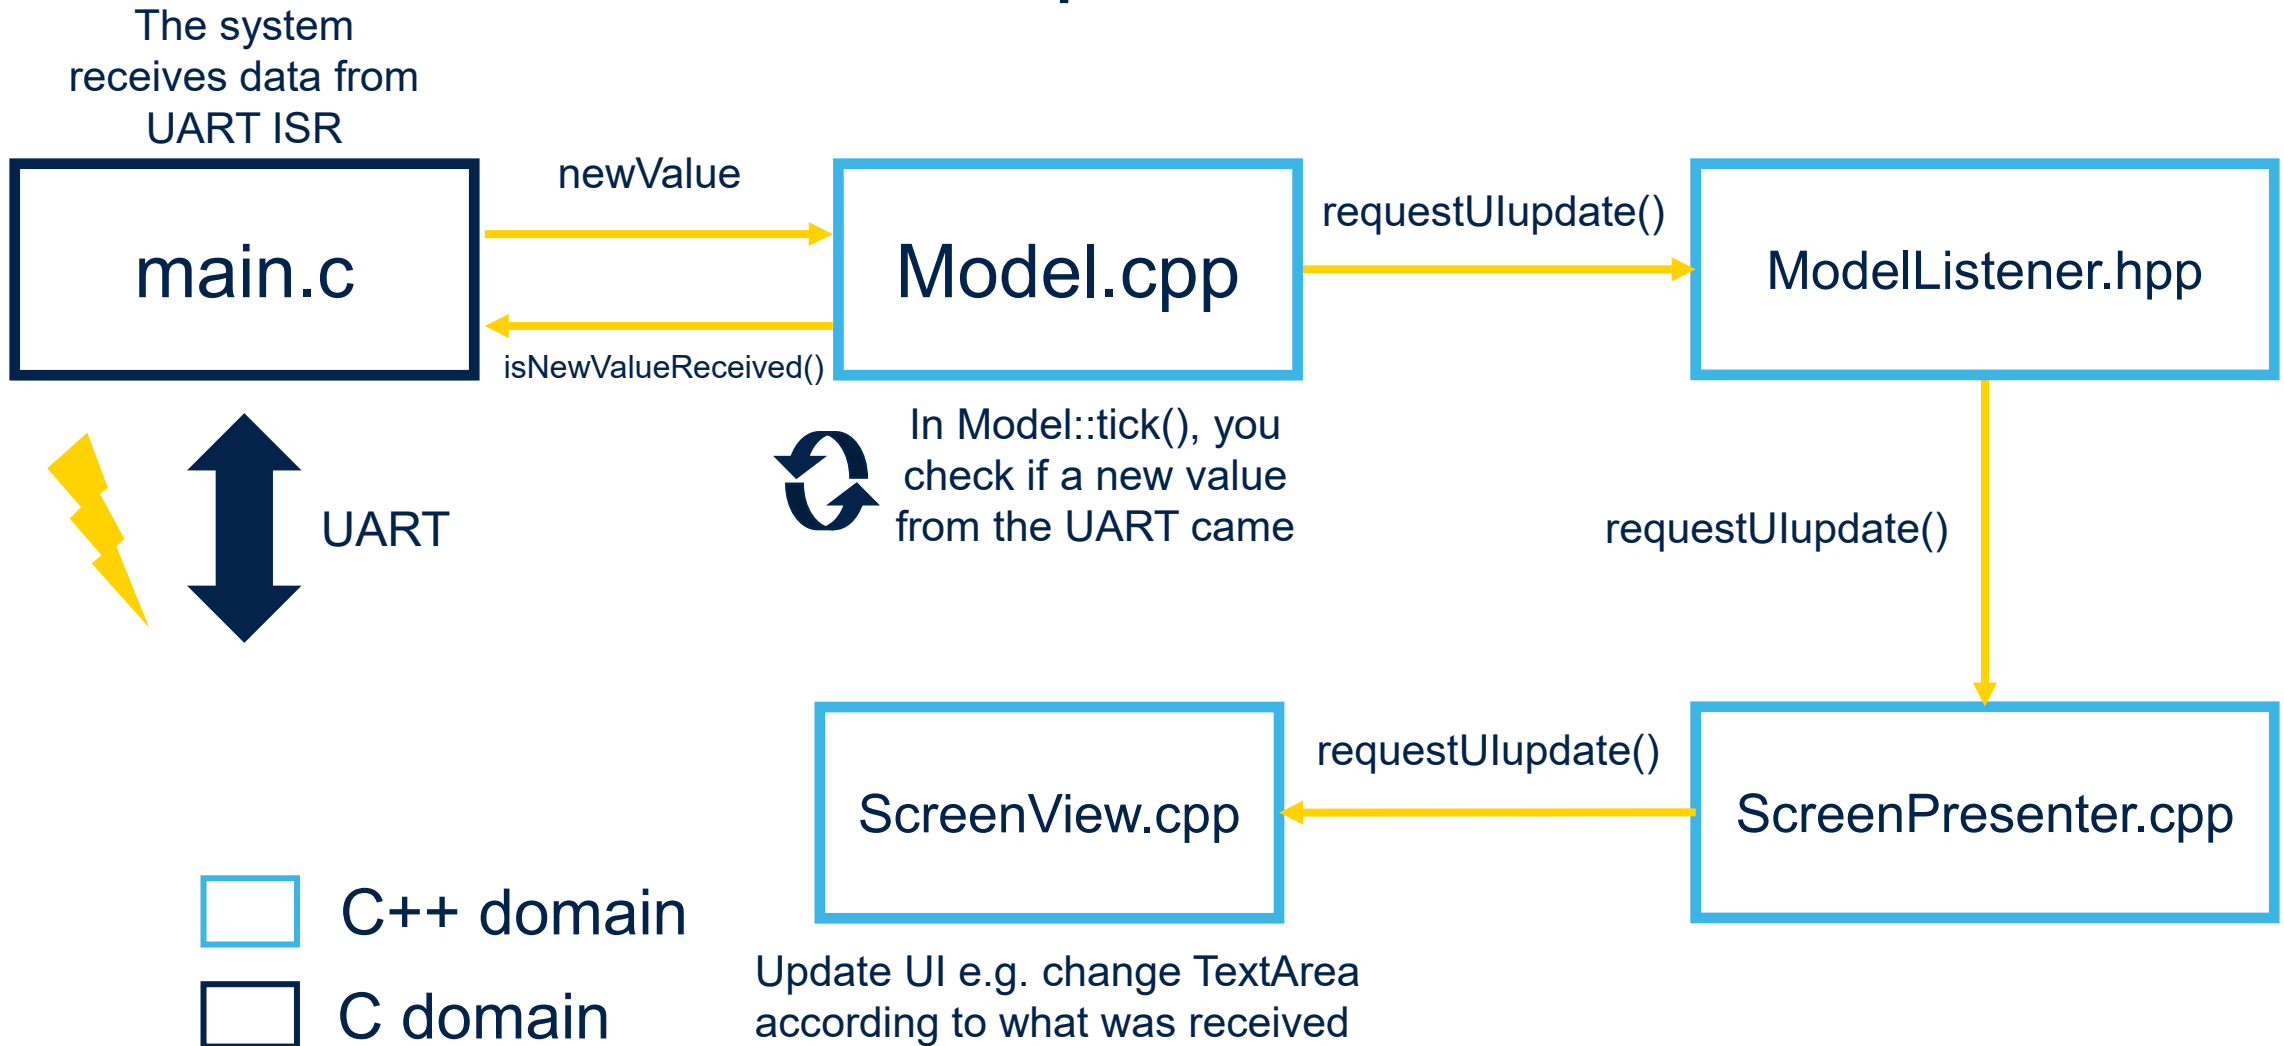 The system
receives data from
UART ISR
main.c
newValue
isNewValueReceived()
Model.cpp
requestUIupdate()
ModelListener.hpp
UART
In Model::tick(), you
check if a new value
from the UART came
requestUIupdate()
ScreenView.cpp
requestUIupdate()
ScreenPresenter.cpp
Update UI e.g. change TextArea
according to what was received
C++ domain
C domain